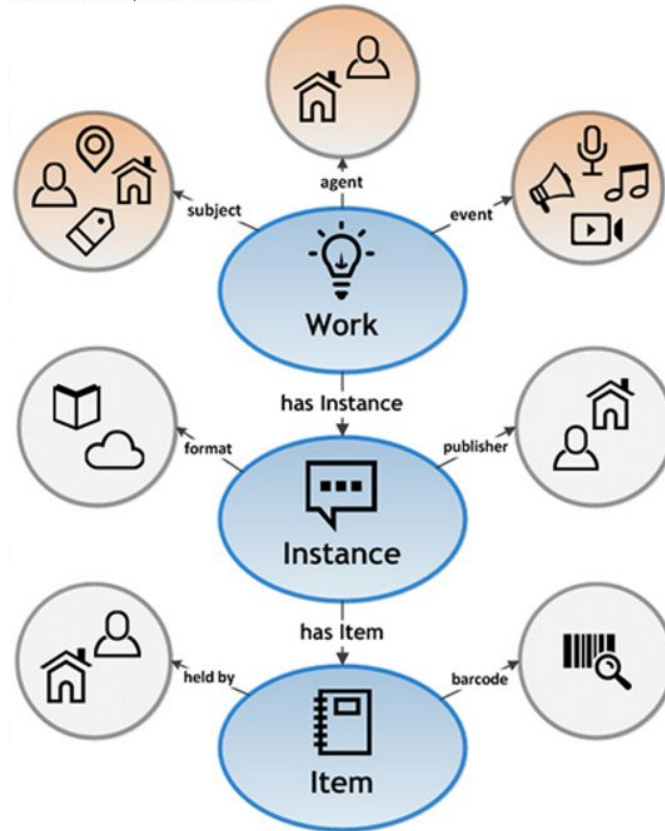 agent
subject
event
Work
has Instance
format
publisher
Instance
has Item
held by
barcode
Item